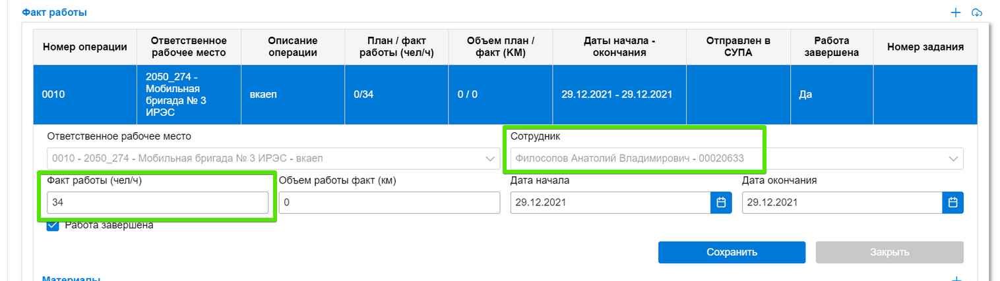 Факт работы
Номер операции
Ответственное
рабочее место
Описание
операции
План / факт
работы (чел/ч)
Объем план /
факт (КМ)
Даты начала -
окончания
Отправлен в
СУПА
Работа
завершена
Номер задания
0010
2050_274 -
Мобильная
бригада № 3
ИРЭС
вкаеп
0/34
0 / 0
29.12.2021 - 29.12.2021
Да
Ответственное рабочее место
Сотрудник
0010 - 2050_274 - Мобильная бригада № 3 ИРЭС - вкаеп
Философов Анатолий Владимирович - 00020633
Факт работы (чел/ч)
Объем работы факт (км)
Дата начала
Дата окончания
34
0
29.12.2021
29.12.2021
Работа завершена
Сохранить
Закрыть
Материалы